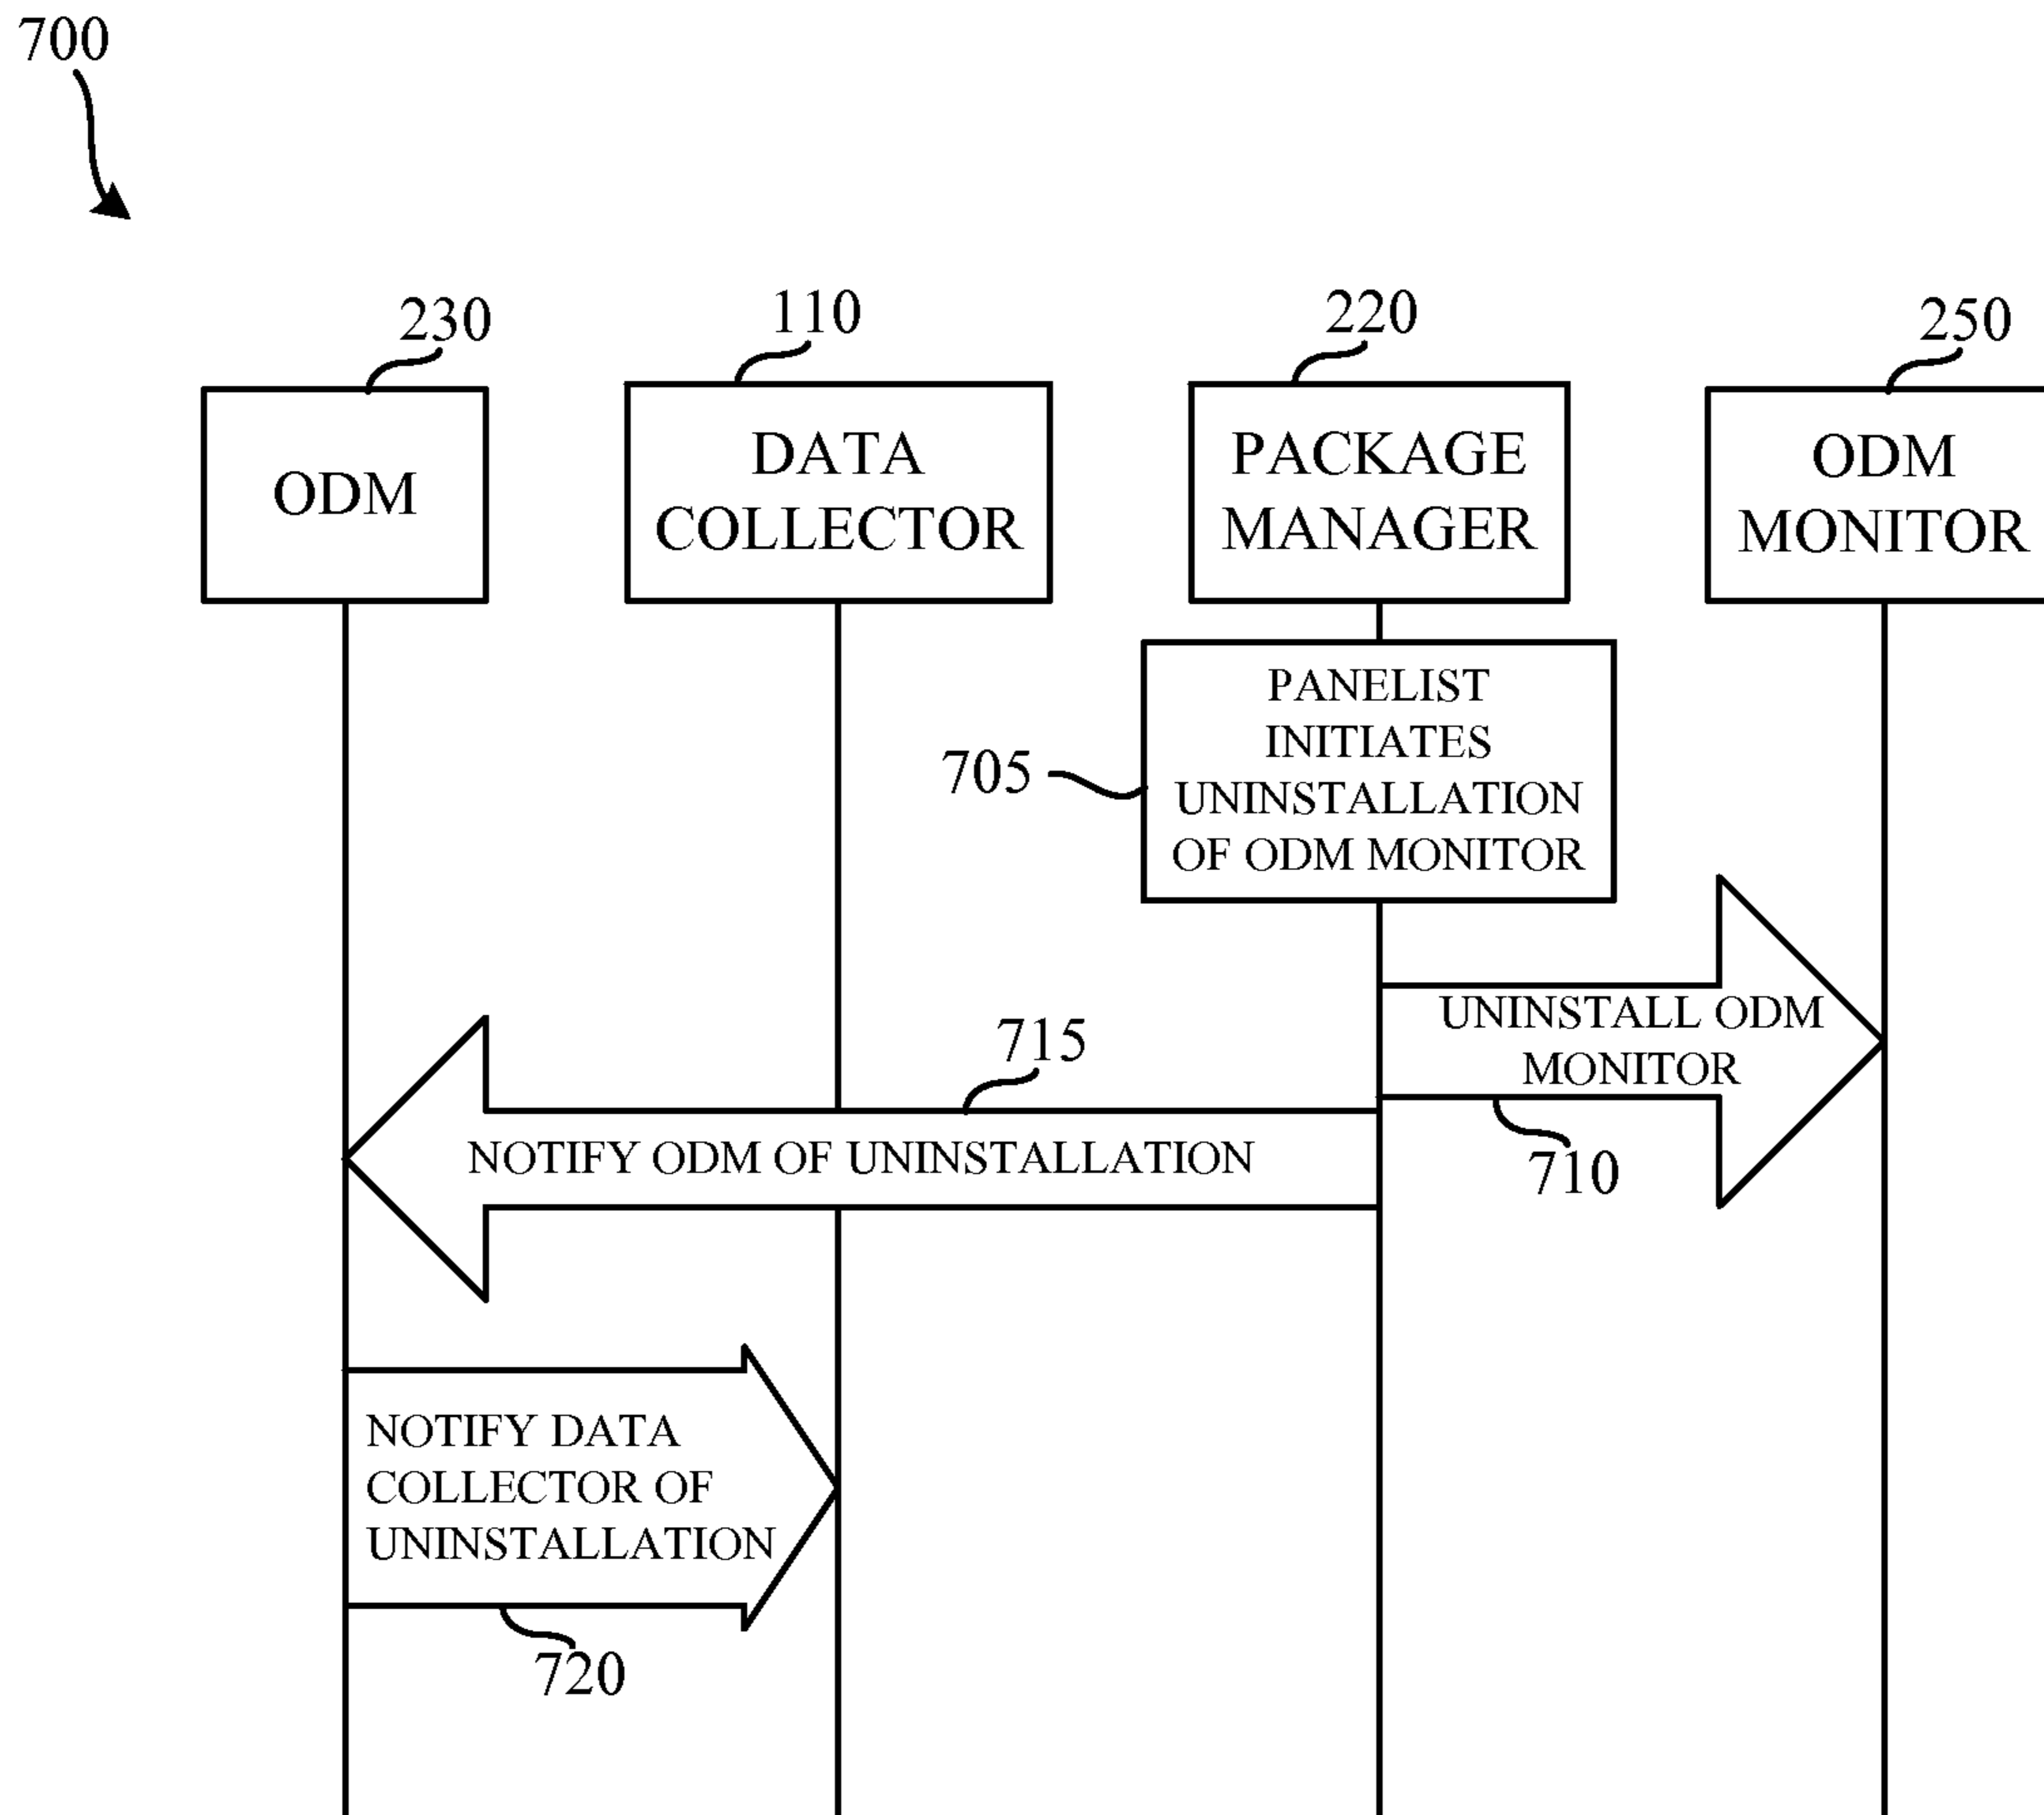 700
230
110
220
250
ODM
DATA
COLLECTOR
PACKAGE
MANAGER
ODM
MONITOR
705
PANELIST
INITIATES
UNINSTALLATION
OF ODM MONITOR
UNINSTALL ODM
MONITOR
710
715
NOTIFY ODM OF UNINSTALLATION
NOTIFY DATA
COLLECTOR OF
UNINSTALLATION
720